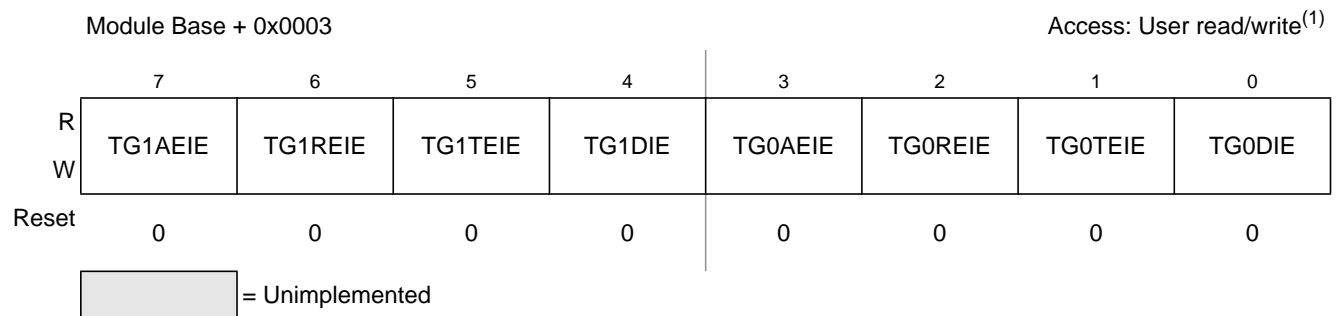 Module Base + 0x0003 Access: User read/write(1)
7 6 5 4 3 2 1 0
R
TG1AEIE TG1REIE TG1TEIE TG1DIE TG0AEIE TG0REIE TG0TEIE TG0DIE
W
Reset 0 0 0 0 0 0 0 0
= Unimplemented